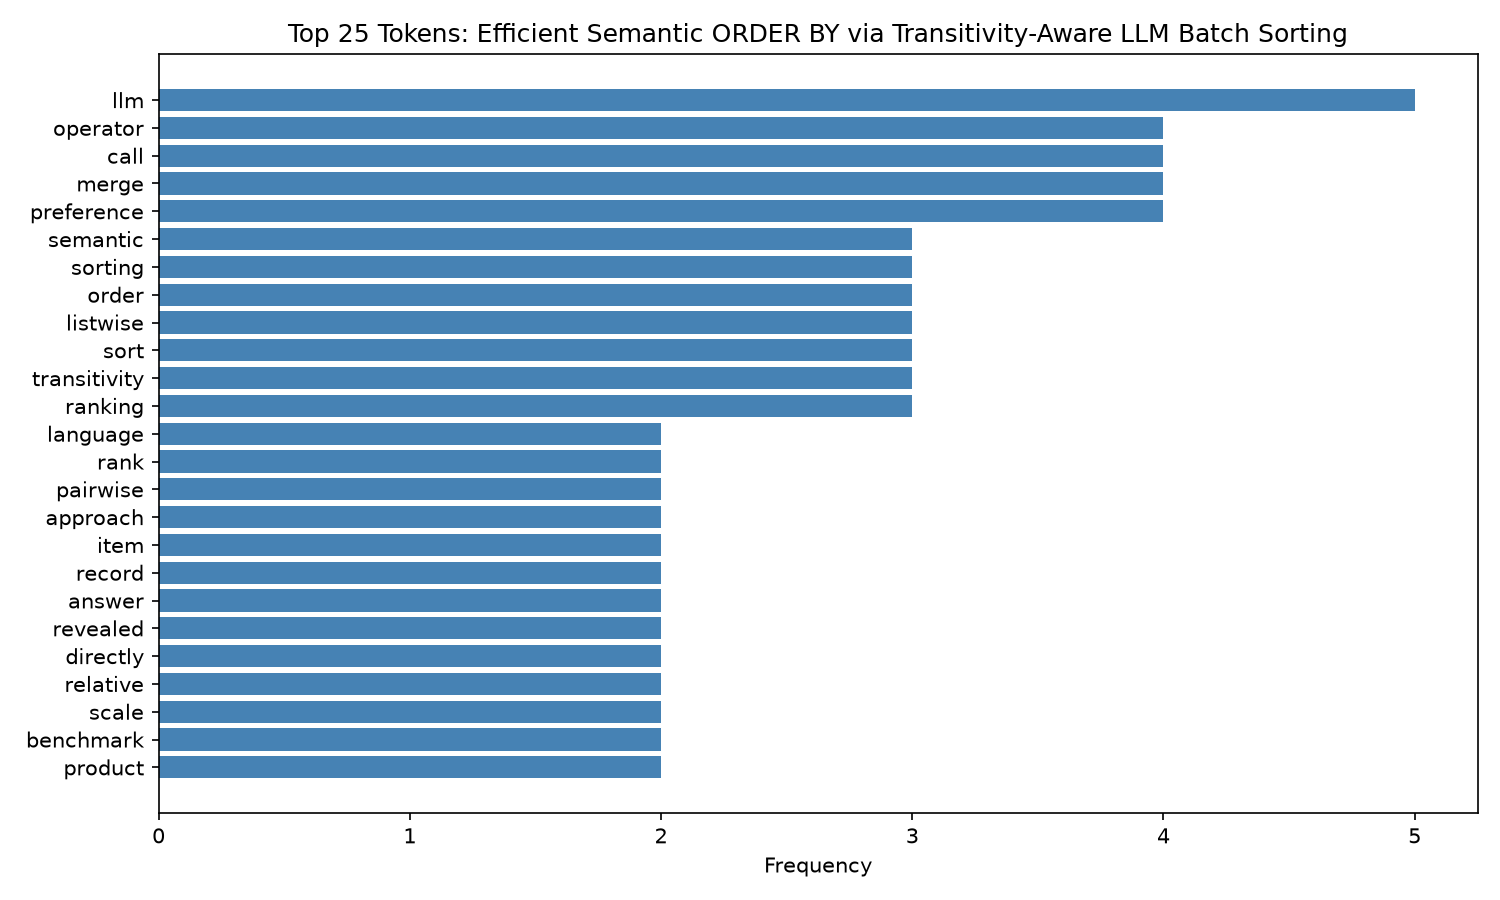 Top 25 Tokens: Efficient Semantic ORDER BY via Transitivity-Aware LLM Batch Sorting
llm
operator
call
merge
preference
semantic
sorting
order
listwise
sort
transitivity
ranking
language
rank
pairwise
approach
item
record
answer
revealed
directly
relative
scale
benchmark
product
0 1 2 3 4 5
Frequency